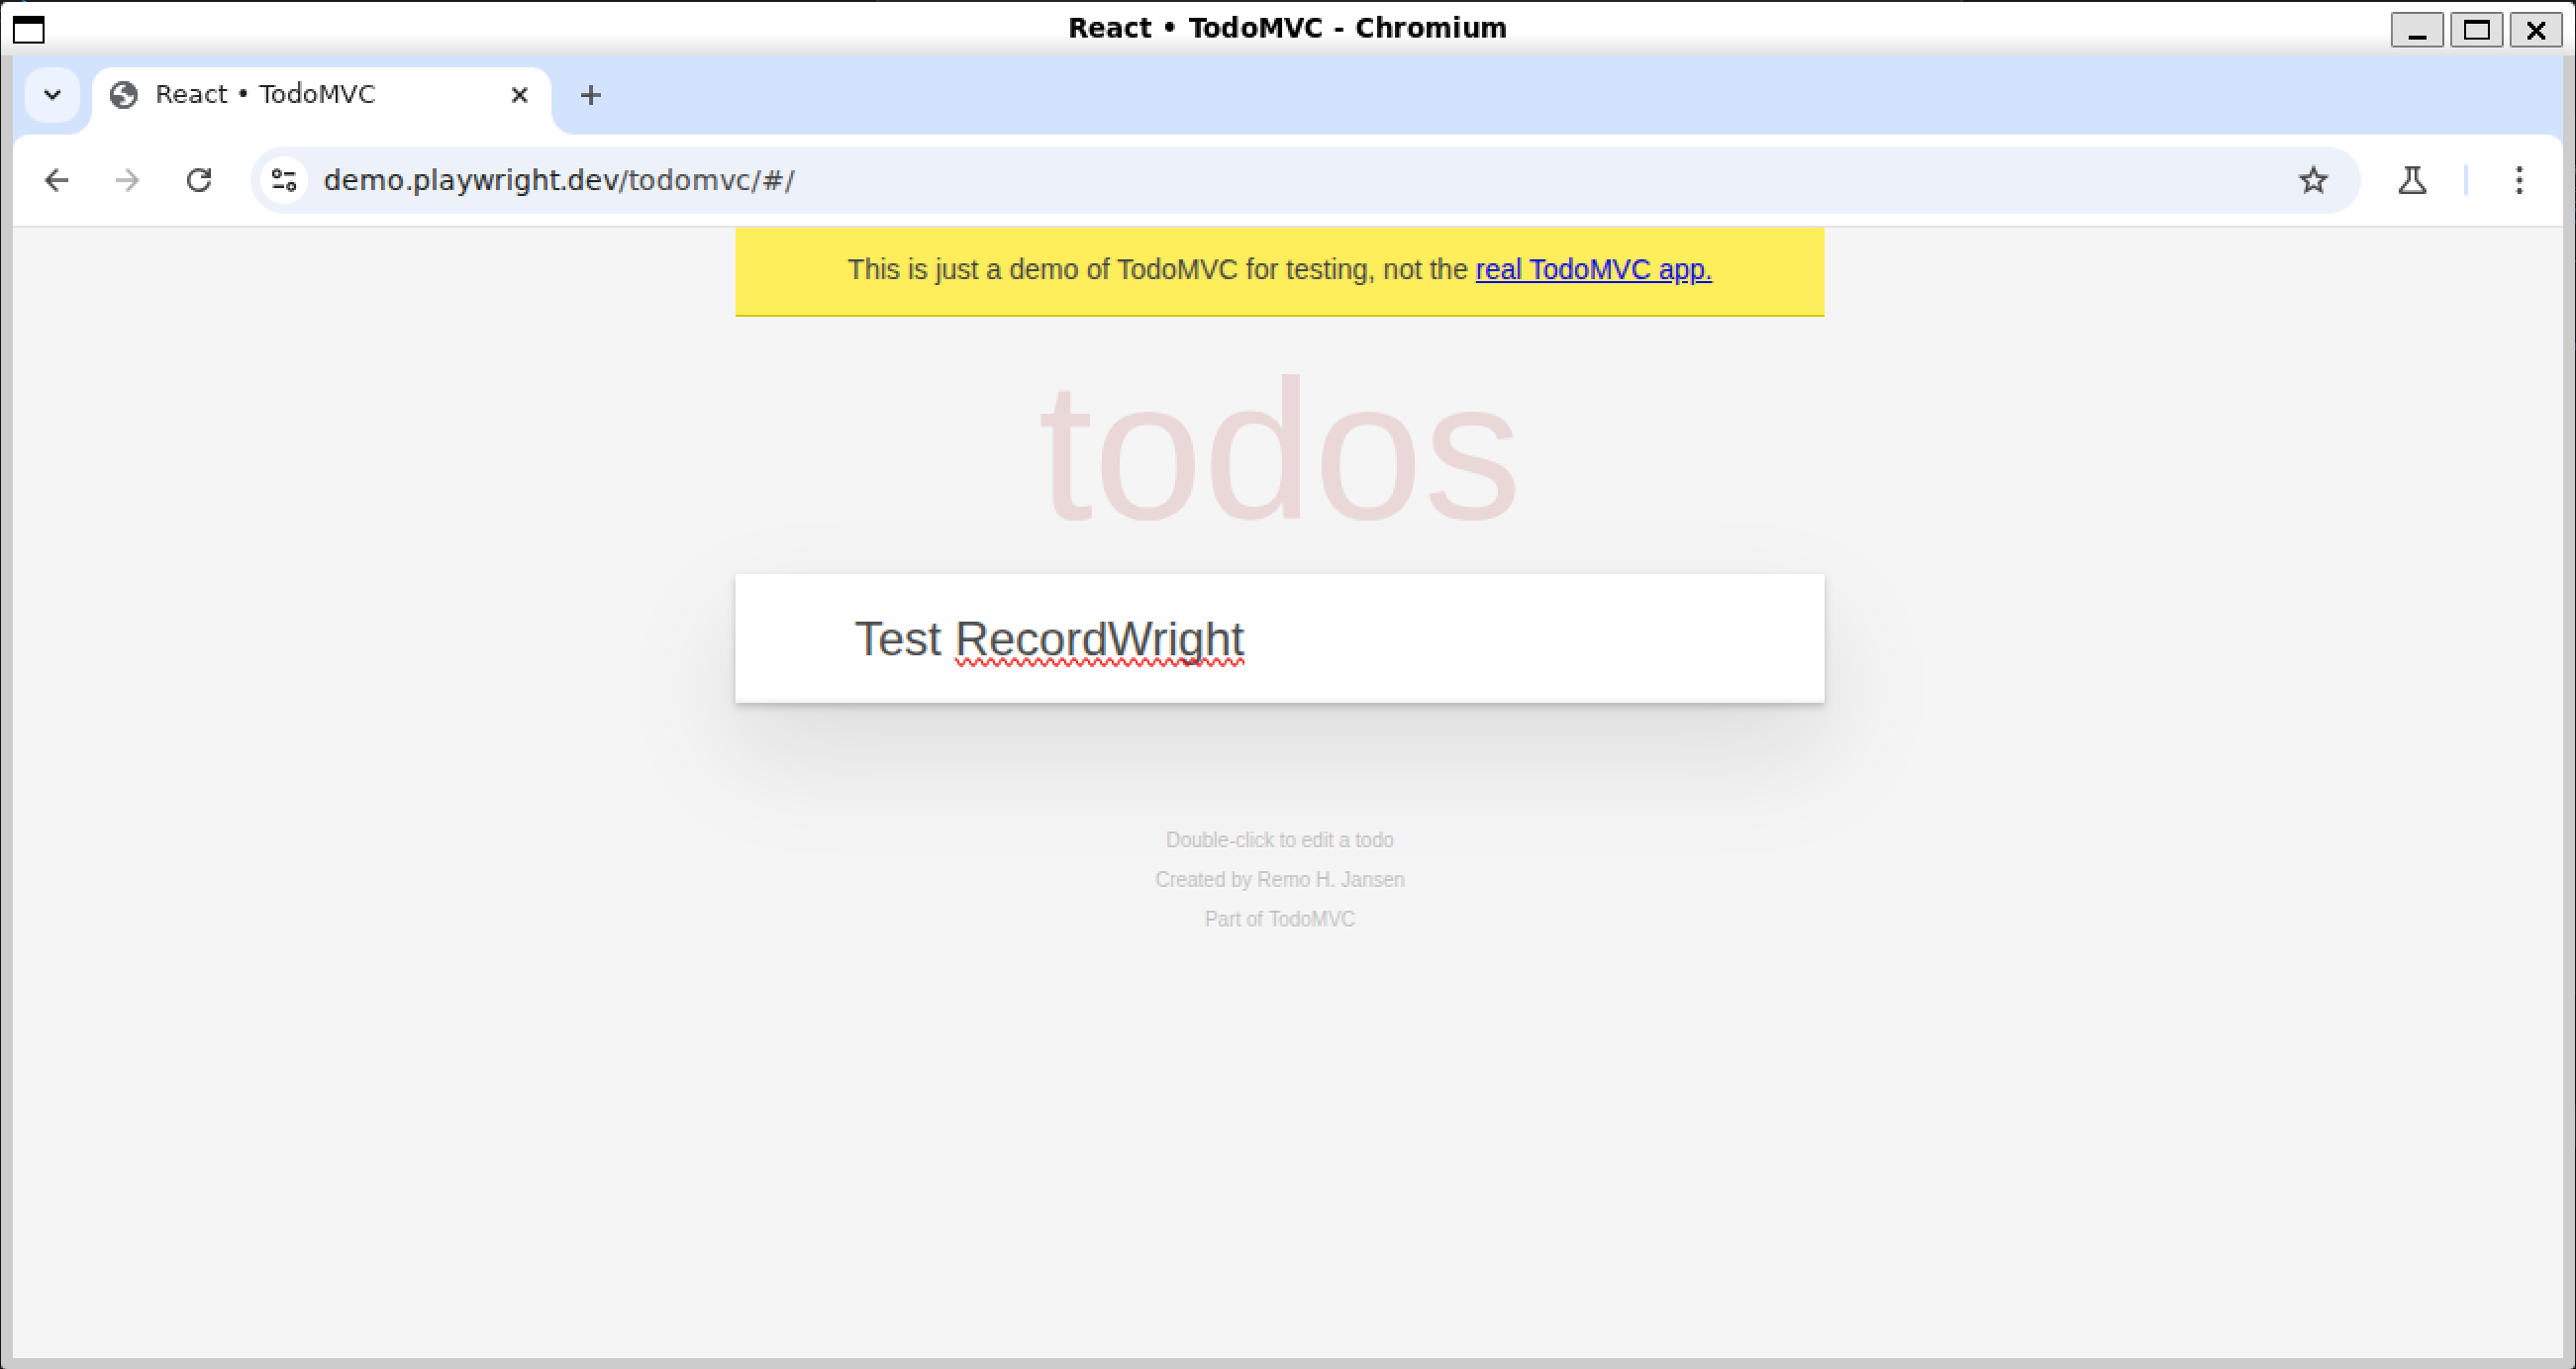 React • TodoMVC - Chromium
React • TodoMVC
demo.playwright.dev/todomvc/#/
This is just a demo of TodoMVC for testing, not the real TodoMVC app.
todos
Test RecordWright
Double-click to edit a todo
Created by Remo H. Jansen
Part of TodoMVC